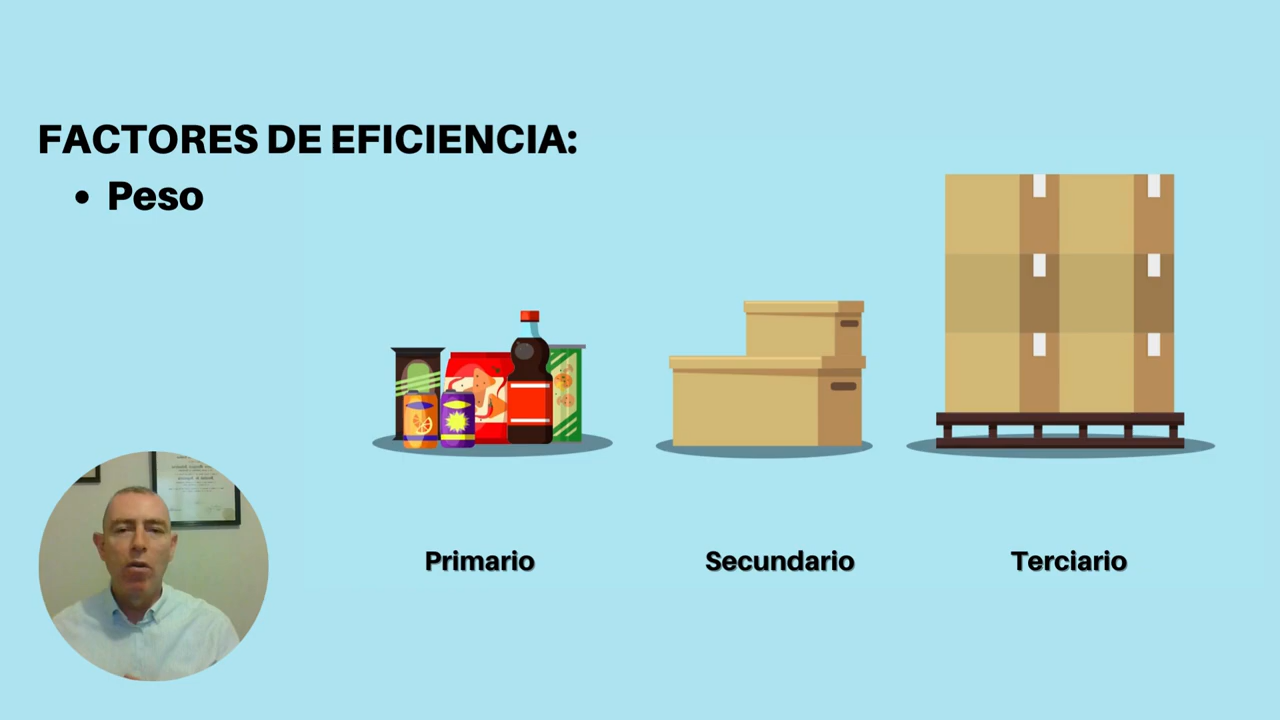 FACTORES DE EFICIENCIA:
• Peso
Primario
Secundario
Terciario